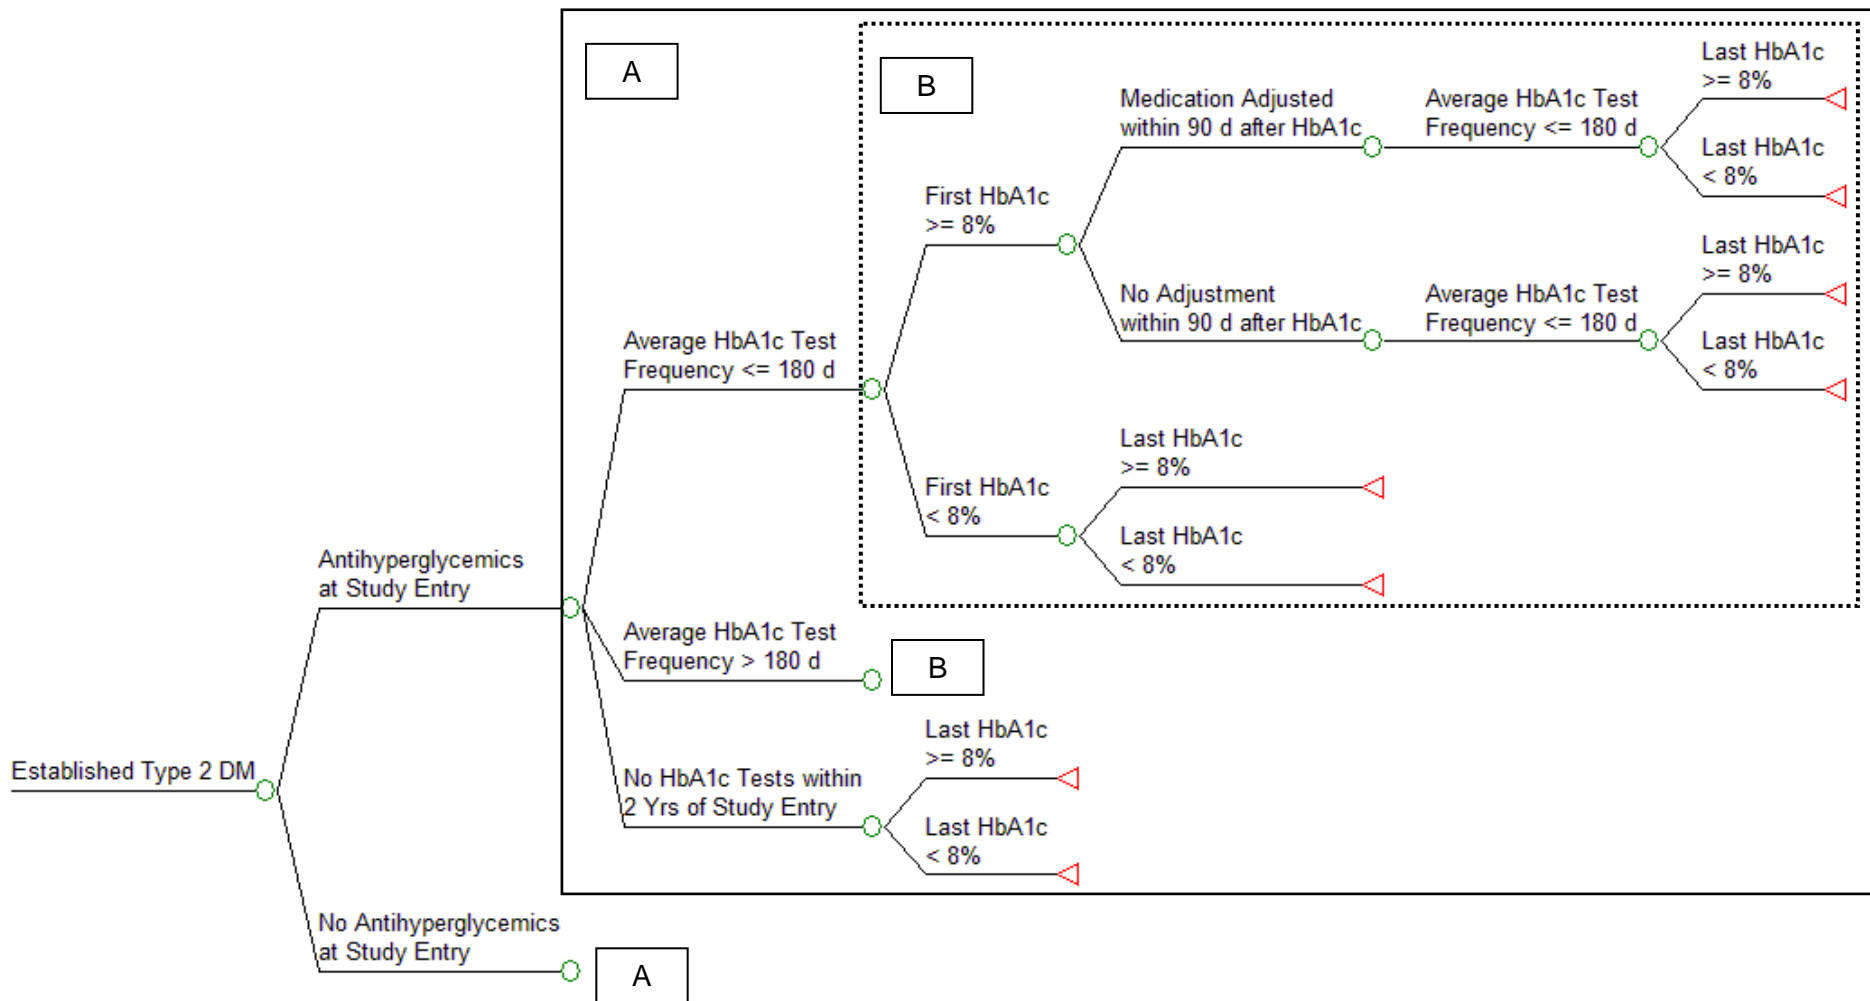 A
B
Last HbA1c
>= 8%
Medication Adjusted
within 90 d after HbA1c
Average HbA1c Test
Frequency <= 180 d
Last HbA1c
< 8%
First HbA1c
>= 8%
Last HbA1c
>= 8%
No Adjustment
within 90 d after HbA1c
Average HbA1c Test
Frequency <= 180 d
Last HbA1c
< 8%
Average HbA1c Test
Frequency <= 180 d
Last HbA1c
>= 8%
First HbA1c
< 8%
Last HbA1c
< 8%
Antihyperglycemics
at Study Entry
Average HbA1c Test
Frequency > 180 d
B
Last HbA1c
>= 8%
Established Type 2 DM
No HbA1c Tests within
2 Yrs of Study Entry
Last HbA1c
< 8%
No Antihyperglycemics
at Study Entry
A